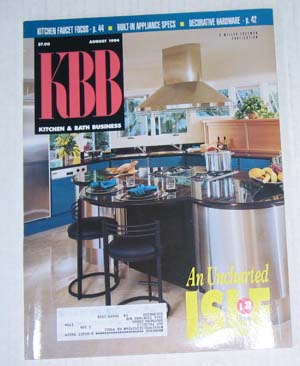 KITCHEN FAUCET FOCUS - p. 44 ■ BUILT-IN APPLIANCE SPECS ■ DECORATIVE HARDWARE - p. 42
$7.00
AUGUST 1994
A MILLER FREEMAN
PUBLICATION
KBB
KITCHEN & BATH BUSINESS
An Uncharted
ISLE